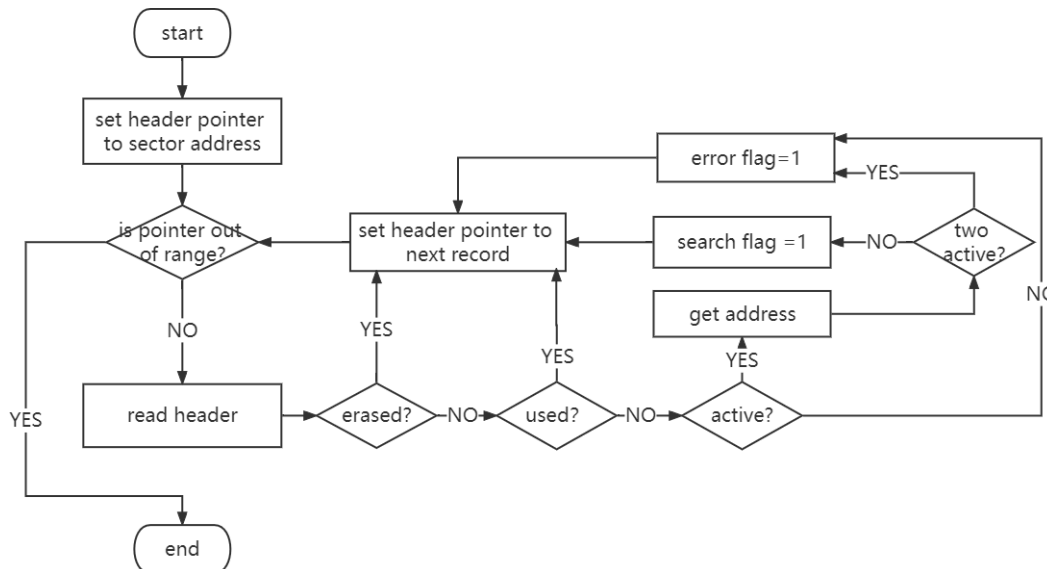 start
set header pointer
to sector address
is pointer out
of range?
YES
NO
end
read header
erased?
YES
NO
used?
YES
NO
active?
YES
NO
get address
two
active?
YES
NO
search flag =1
error flag=1
set header pointer to
next record